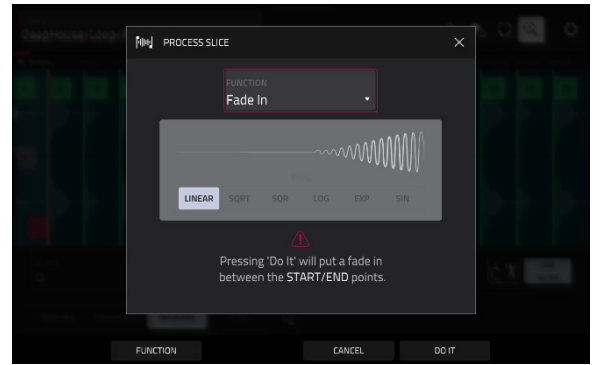 PROCESS SLICE
FUNCTION
Fade In
LINEAR SQRT SQR LOG EXP SIN
Pressing 'Do It' will put a fade in
between the START/END points.
FUNCTION CANCEL DO IT